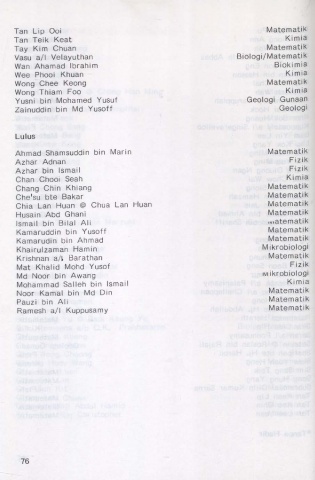 Tan Lip Ooi Matematik
Tan Teik Keat Kimia
Tay Kim Chuan Matematik
Vasu a/l Velayuthan Biologi/Matematik
Wan Ahamad Ibrahim Biokimia
Wee Phooi Khuan Kimia
Wong Chee Keong Matematik
Wong Thiam Foo Kimia
Yusni bin Mohamed Yusuf Geologi Gunaan
Zainuddin bin Md Yusoff Geologi
Lulus
Ahmad Shamsuddin bin Marin Matematik
Azhar Adnan Fizik
Azhar bin Ismail Fizik
Chan Chooi Seah Kimia
Chang Chin Khiang Matematik
Che'su bte Bakar Matematik
Chia Lan Huan @ Chua Lan Huan Matematik
Husain Abd Ghani Matematik
Ismail bin Bilal Ali Matematik
Kamaruddin bin Yusoff Matematik
Kamarudin bin Ahmad Matematik
Khairulzaman Hamin Mikrobiologi
Krishnan a/l Barathan Matematik
Mat Khalid Mohd Yusof Fizik
Md Noor bin Awang Mikrobiologi
Mohammad Salleh bin Ismail Kimia
Noor Kamal bin Md Din Matematik
Pauzi bin Ali Matematik
Ramesh a/l Kuppusamy Matematik
76